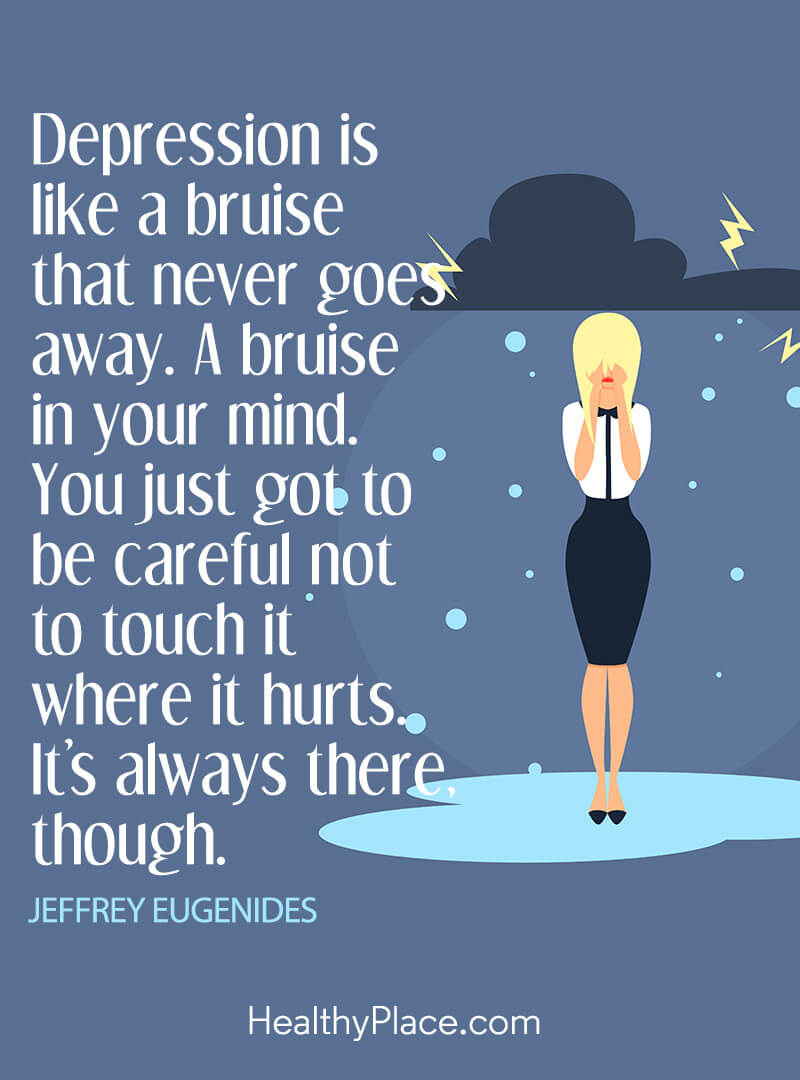 Depression is
like a bruise
that never goes
away. A bruise
in your mind.
You just got to
be careful not
to touch it
where it hurts.
It’s always there,
though.
JEFFREY EUGENIDES
HealthyPlace.com